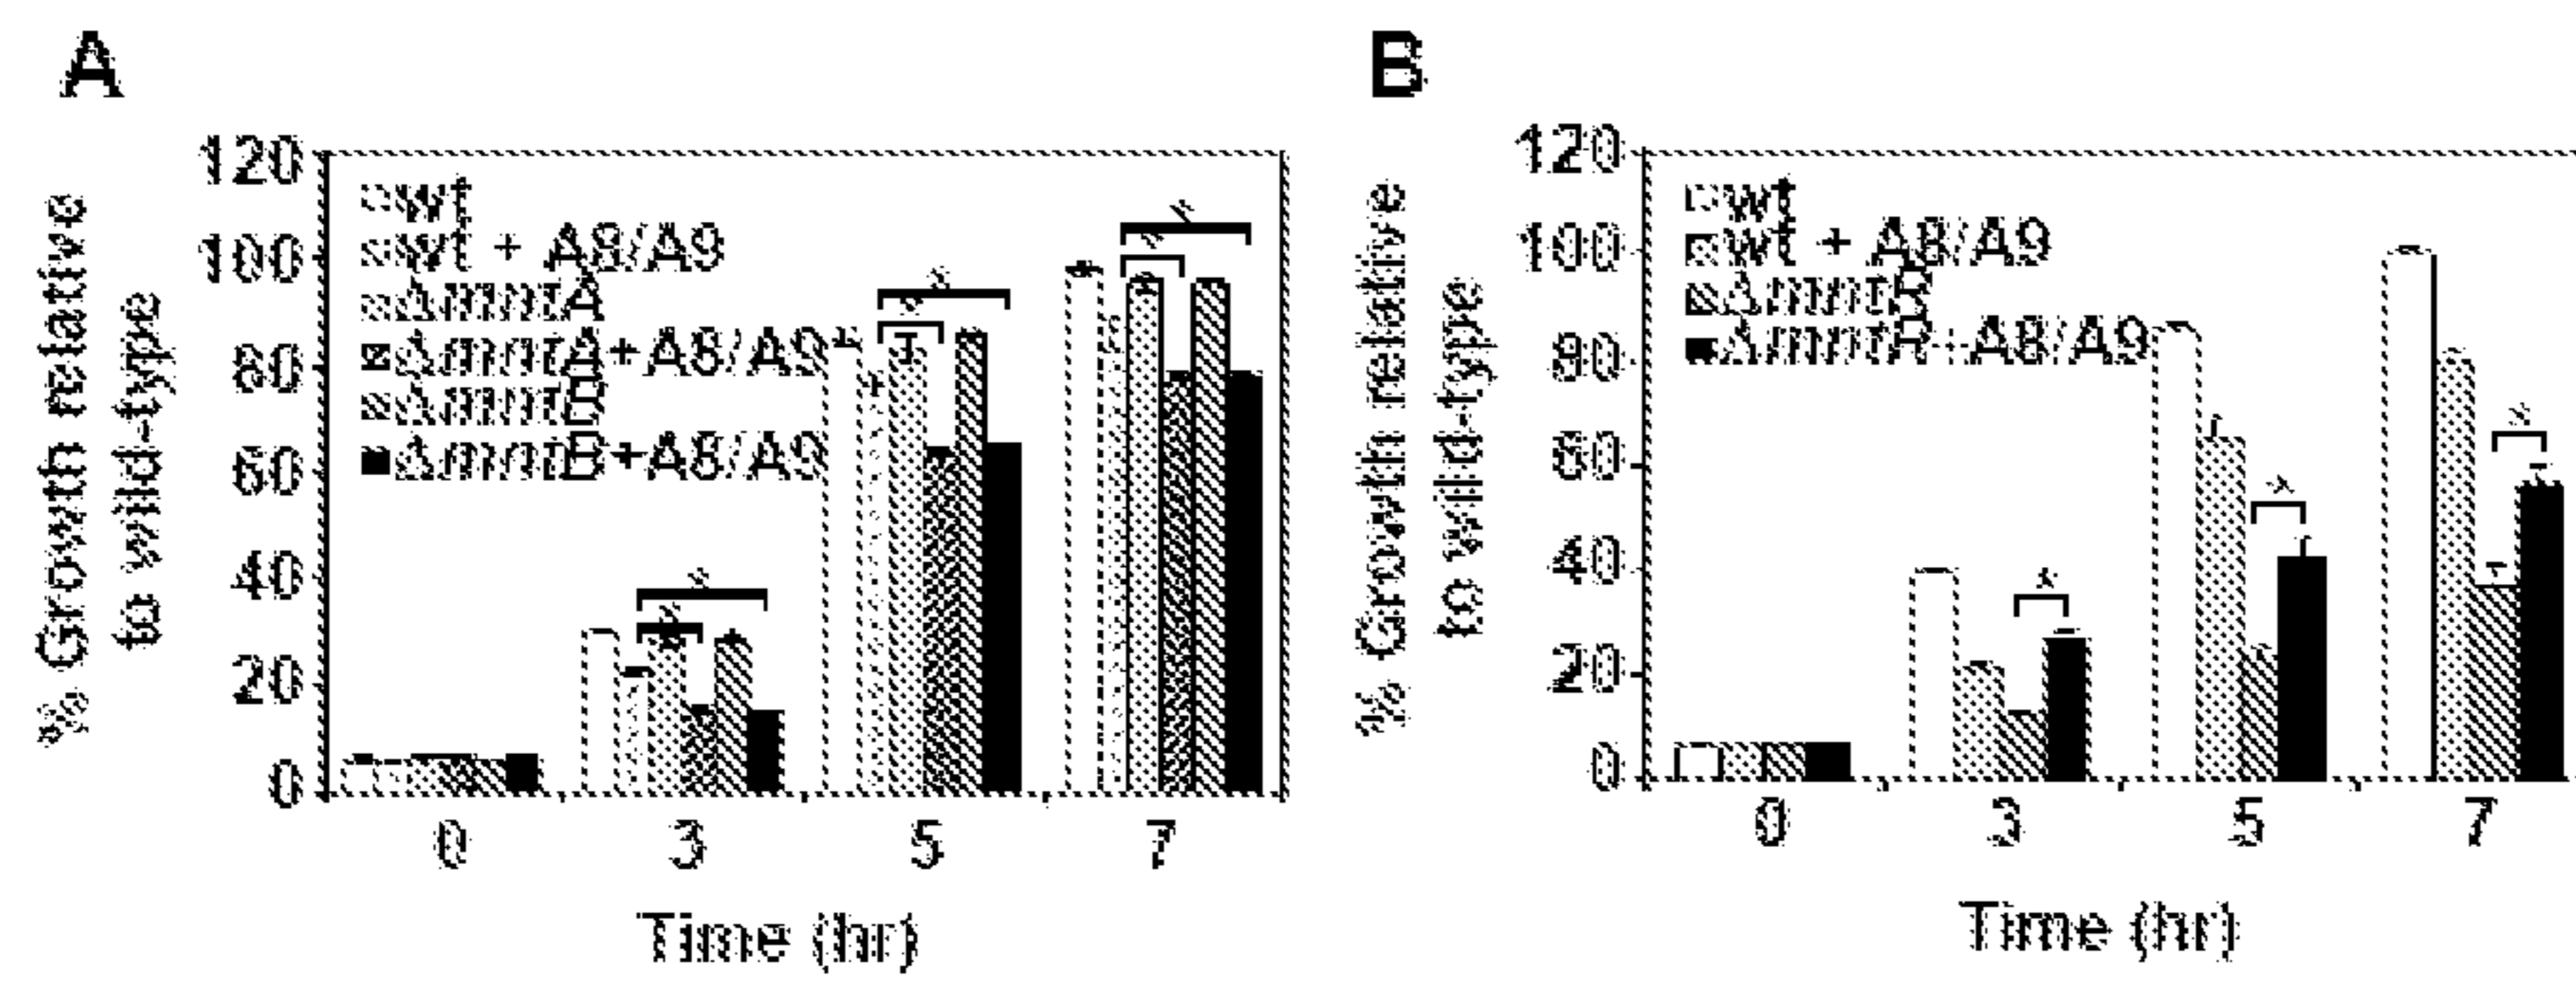 A
% Growth relative
to wild-type
120
100
80
60
40
20
0
wt
wt + A8/A9
ΔmntA
ΔmntA+A8/A9
ΔmntB
ΔmntB+A8/A9
*
*
*
*
*
*
0 3 5 7
Time (hr)
B
% Growth relative
to wild-type
120
100
80
60
40
20
0
wt
wt + A8/A9
ΔmntR
ΔmntR+A8/A9
*
*
*
0 3 5 7
Time (hr)